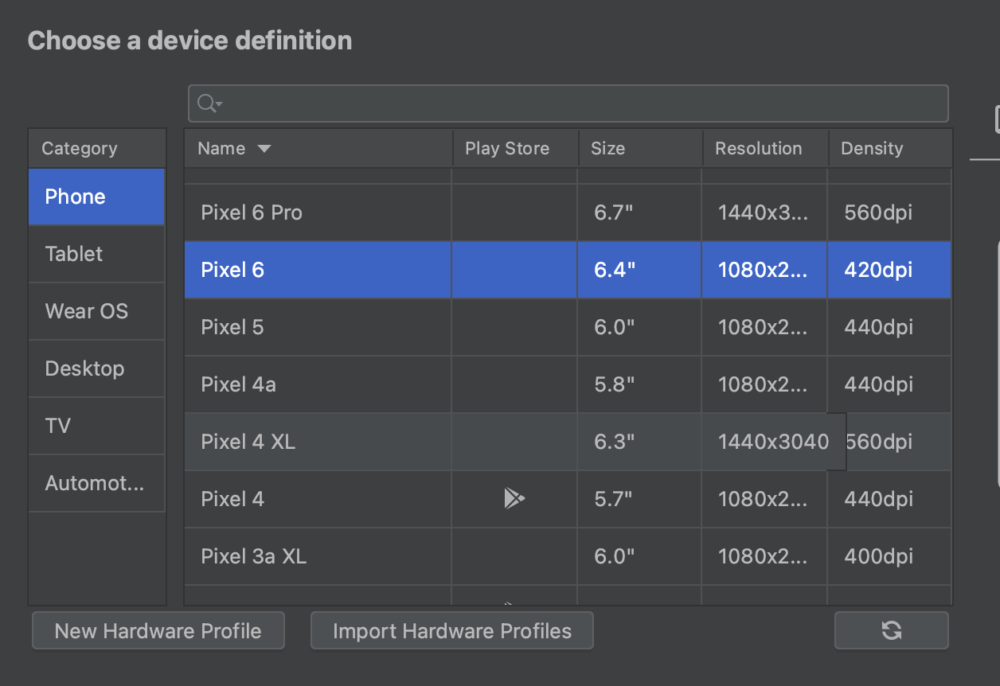 Choose a device definition
Category
Name Play Store Size Resolution Density
Phone
Tablet
Wear OS
Desktop
TV
Automot...
Pixel 6 Pro 6.7" 1440x3... 560dpi
Pixel 6 6.4" 1080x2... 420dpi
Pixel 5 6.0" 1080x2... 440dpi
Pixel 4a 5.8" 1080x2... 440dpi
Pixel 4 XL 6.3" 1440x3040 560dpi
Pixel 4 5.7" 1080x2... 440dpi
Pixel 3a XL 6.0" 1080x2... 400dpi
New Hardware Profile Import Hardware Profiles